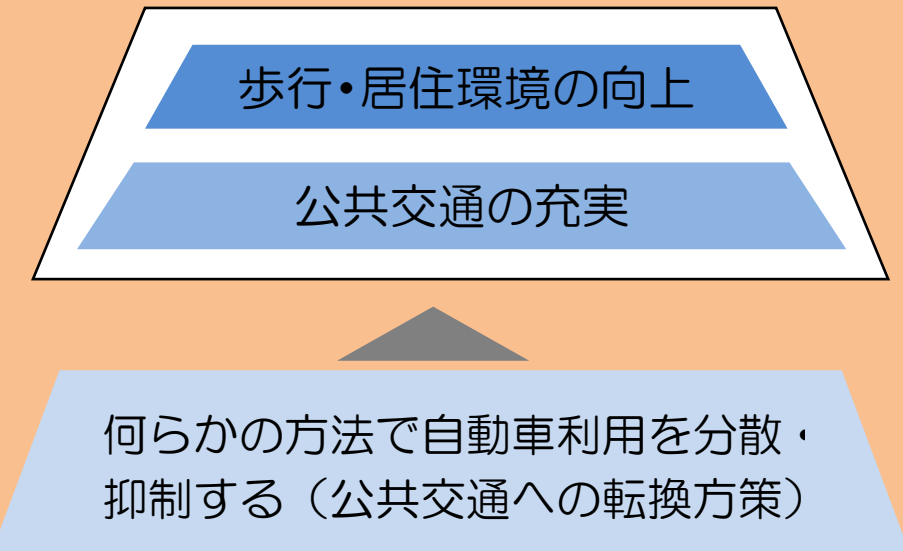 歩行・居住環境の向上
公共交通の充実
何らかの方法で自動車利用を分散・
抑制する（公共交通への転換方策）